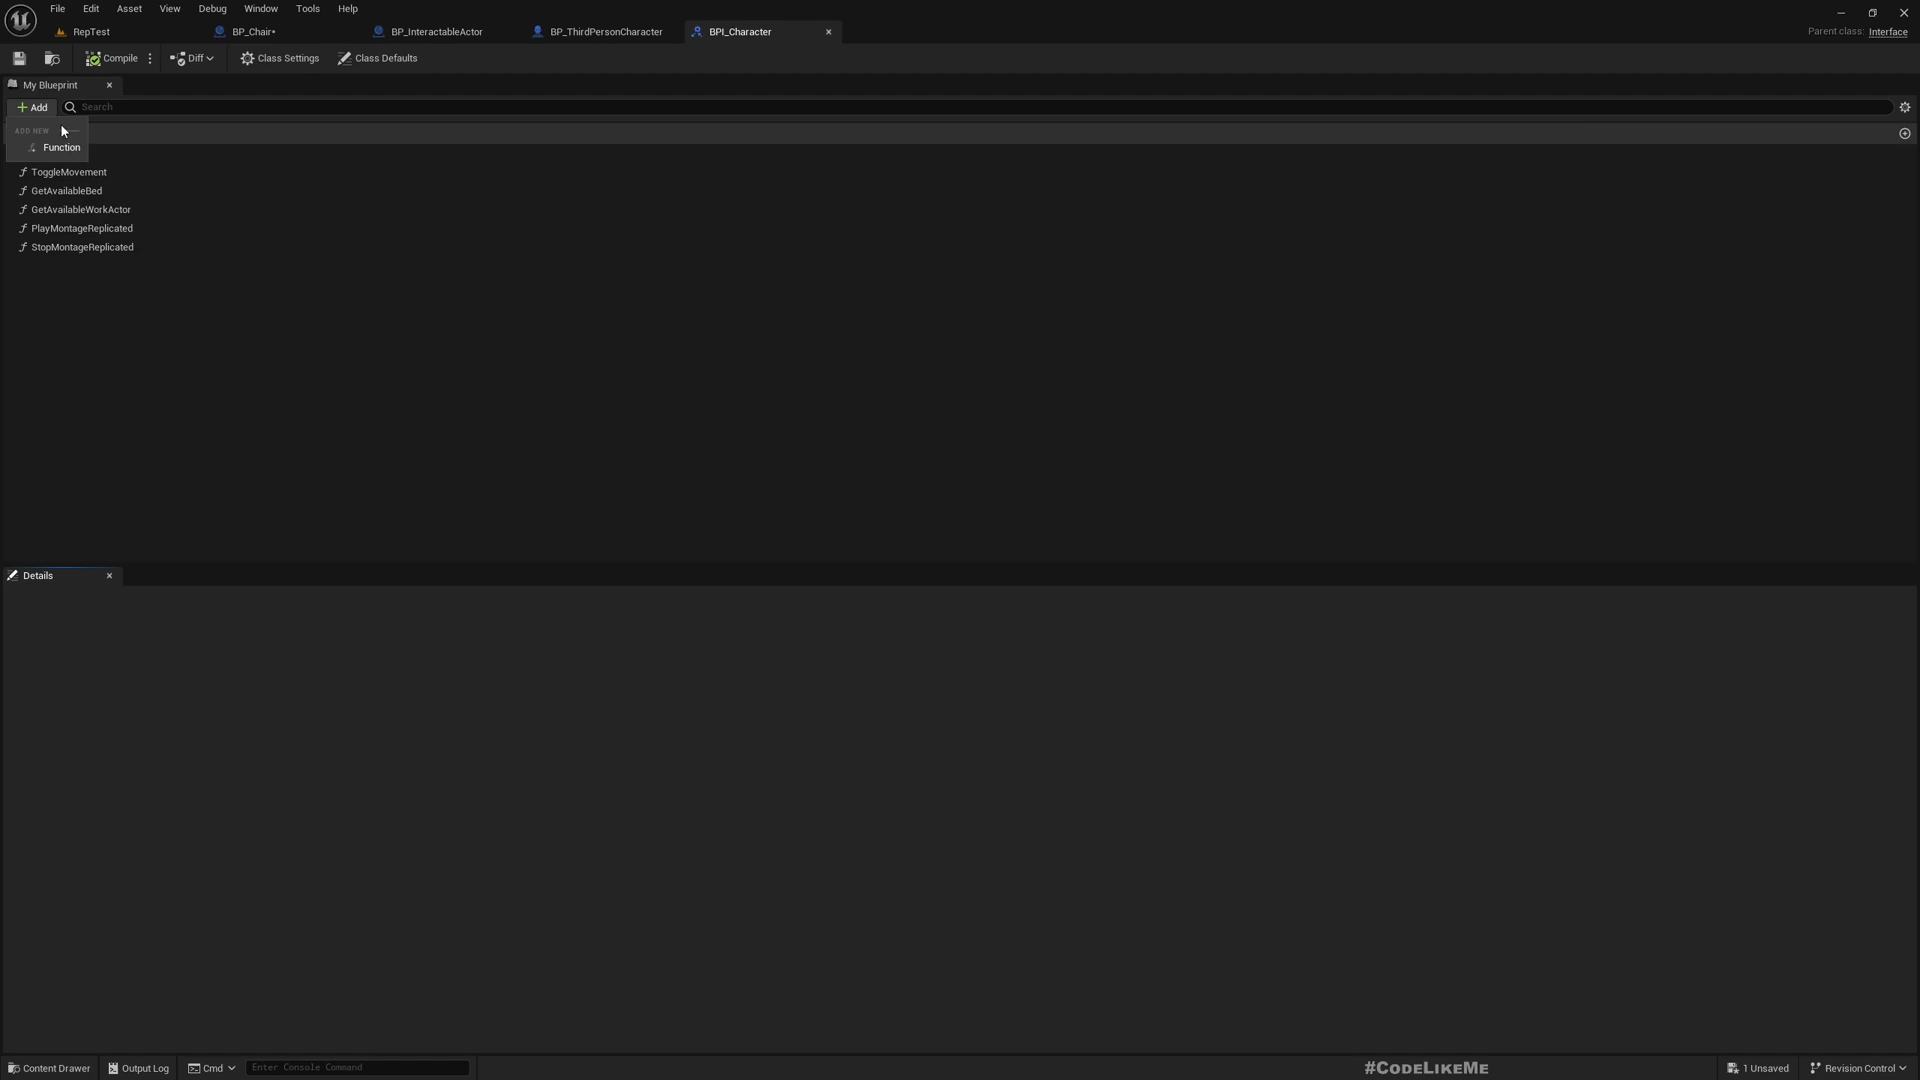 File Edit Asset View Debug Window Tools Help
RepTest BP_Chair• BP_InteractableActor BP_ThirdPersonCharacter BPI_Character Parent class: Interface
Compile Diff Class Settings Class Defaults
My Blueprint
Add Search
ADD NEW
Function
ToggleMovement
GetAvailableBed
GetAvailableWorkActor
PlayMontageReplicated
StopMontageReplicated
Details
Content Drawer Output Log Cmd Enter Console Command #CODELIKEME 1 Unsaved Revision Control